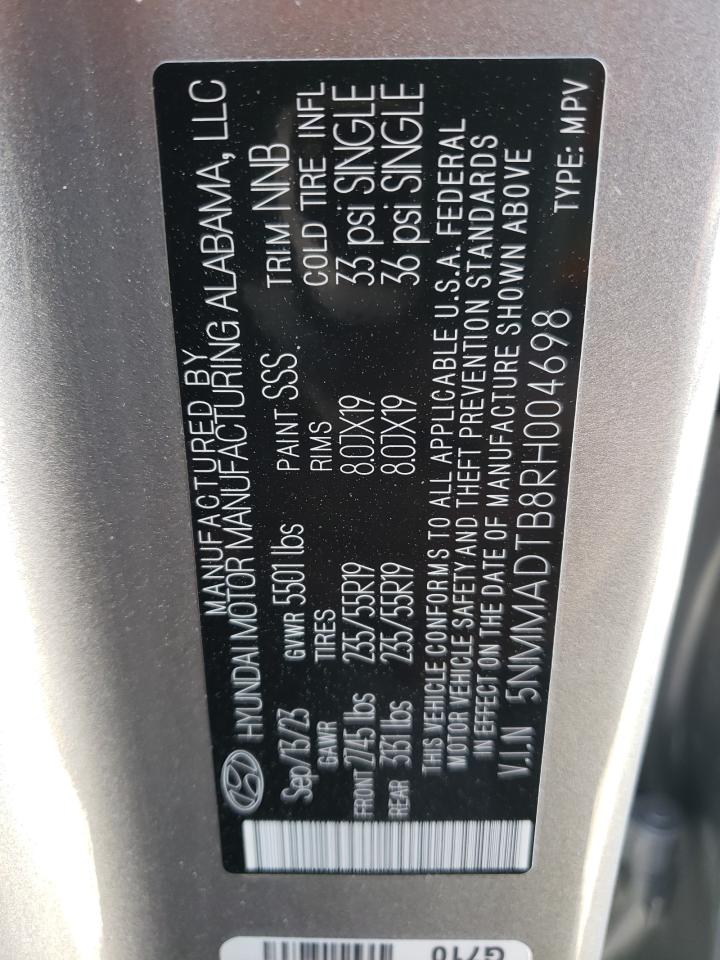 MANUFACTURED BY
HYUNDAI MOTOR MANUFACTURING ALABAMA, LLC
Sep/13/23 GVWR 5501 lbs PAINT SSS TRIM NNB
GAWR TIRES RIMS COLD TIRE INFL
FRONT 2745 lbs 235/55R19 8.0JX19 33 psi SINGLE
REAR 3131 lbs 235/55R19 8.0JX19 36 psi SINGLE
THIS VEHICLE CONFORMS TO ALL APPLICABLE U.S.A. FEDERAL
MOTOR VEHICLE SAFETY AND THEFT PREVENTION STANDARDS
IN EFFECT ON THE DATE OF MANUFACTURE SHOWN ABOVE
V.I.N 5NMMADTB8RH004698 TYPE: MPV
G710